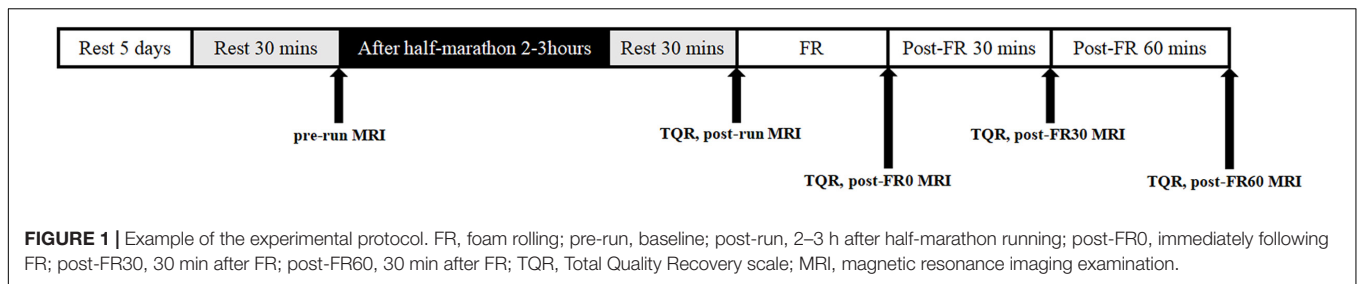 Rest 5 days Rest 30 mins After half-marathon 2-3hours Rest 30 mins FR Post-FR 30 mins Post-FR 60 mins
pre-run MRI TQR, post-run MRI TQR, post-FR30 MRI
TQR, post-FR0 MRI TQR, post-FR60 MRI
FIGURE 1 | Example of the experimental protocol. FR, foam rolling; pre-run, baseline; post-run, 2–3 h after half-marathon running; post-FR0, immediately following
FR; post-FR30, 30 min after FR; post-FR60, 30 min after FR; TQR, Total Quality Recovery scale; MRI, magnetic resonance imaging examination.